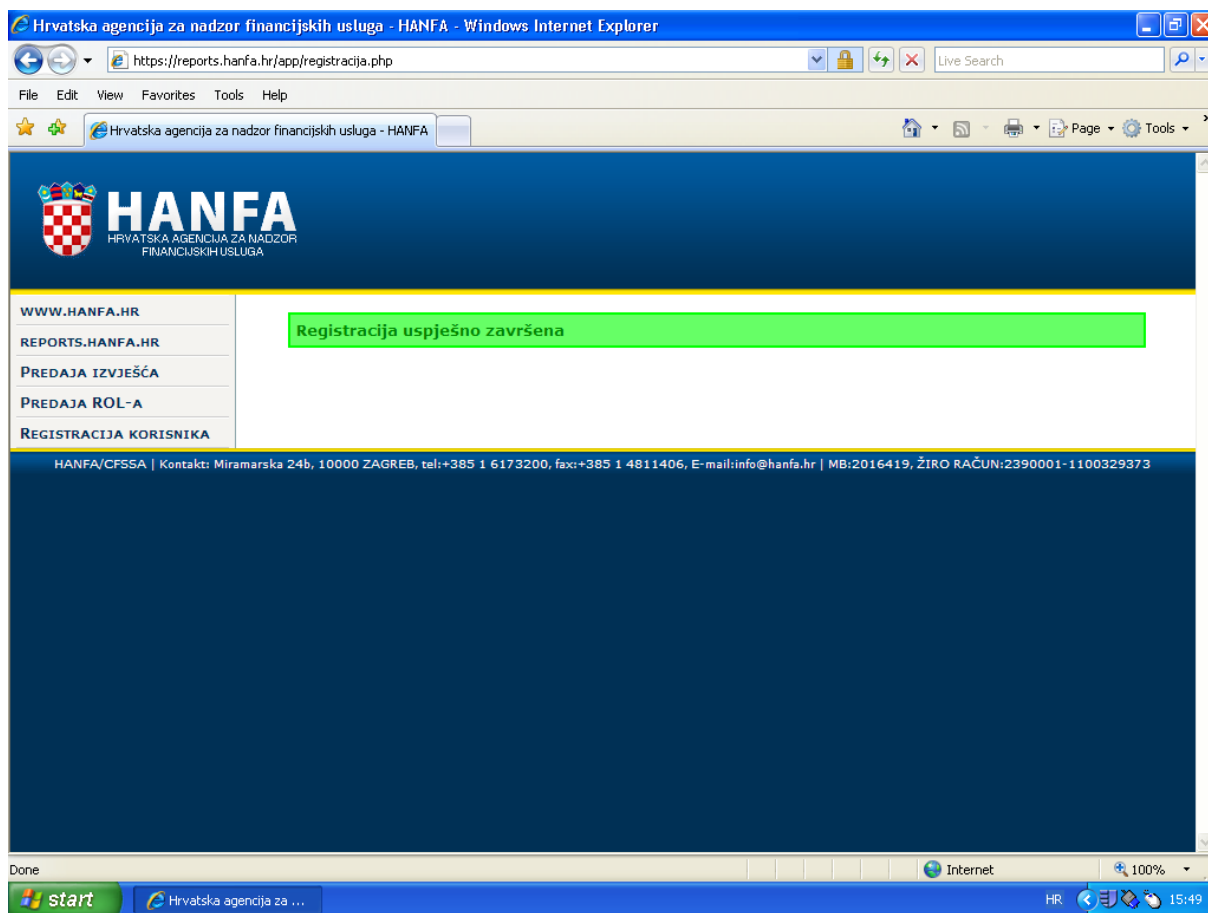 Hrvatska agencija za nadzor financijskih usluga - HANFA - Windows Internet Explorer
https://reports.hanfa.hr/app/registracija.php
Live Search
File Edit View Favorites Tools Help
Hrvatska agencija za nadzor financijskih usluga - HANFA
Page Tools
HANFA
HRVATSKA AGENCIJA ZA NADZOR
FINANCIJSKIH USLUGA
WWW.HANFA.HR
REPORTS.HANFA.HR
PREDAJA IZVJEŠĆA
PREDAJA ROL-A
REGISTRACIJA KORISNIKA
Registracija uspješno završena
HANFA/CFSSA | Kontakt: Miramarska 24b, 10000 ZAGREB, tel:+385 1 6173200, fax:+385 1 4811406, E-mail:info@hanfa.hr | MB:2016419, ŽIRO RAČUN:2390001-1100329373
Done
Internet
100%
start
Hrvatska agencija za ...
HR
15:49